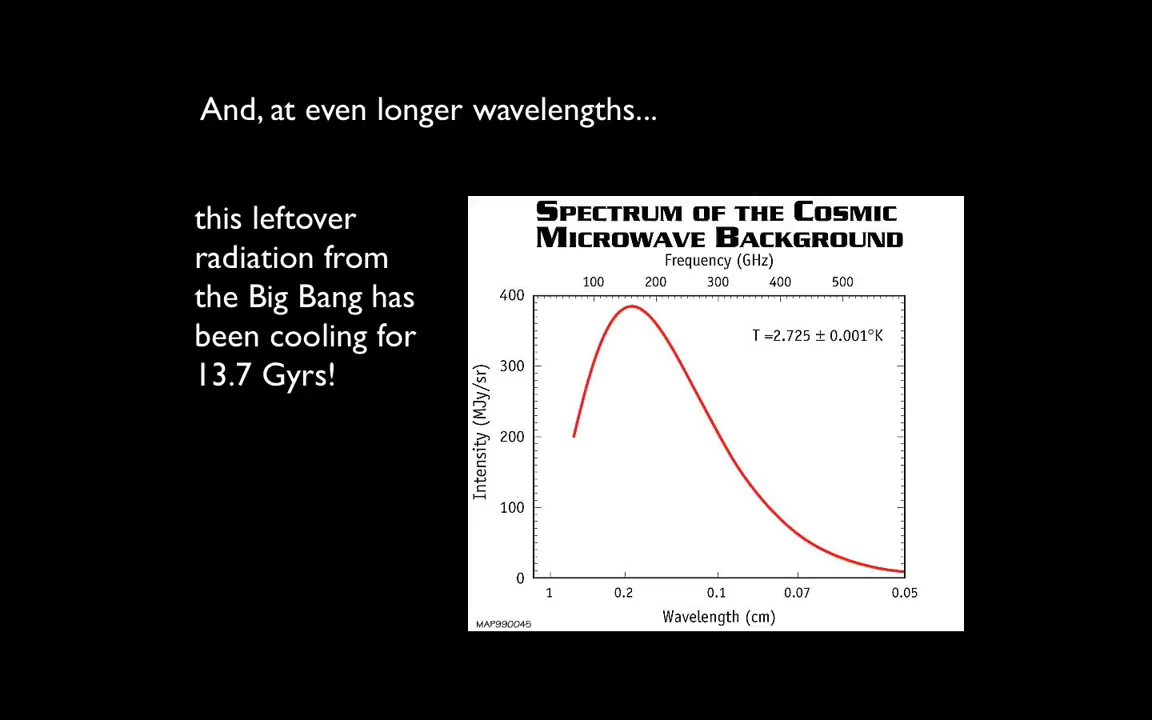 And, at even longer wavelengths...
this leftover
radiation from
the Big Bang has
been cooling for
13.7 Gyrs!
SPECTRUM OF THE COSMIC
MICROWAVE BACKGROUND
Frequency (GHz)
100 200 300 400 500
400
T =2.725 ± 0.001°K
300
Intensity (MJy/sr)
200
100
0
1 0.2 0.1 0.07 0.05
Wavelength (cm)
MAP990045